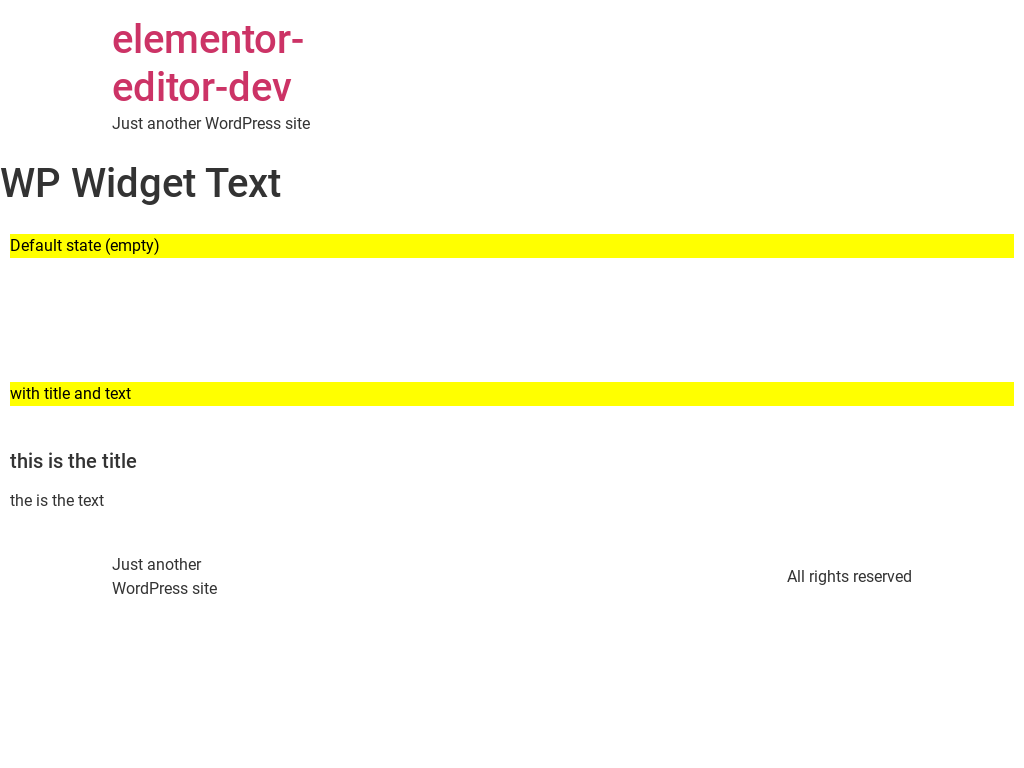 elementor-
editor-dev
Just another WordPress site
WP Widget Text
Default state (empty)
with title and text
this is the title
the is the text
Just another
WordPress site
All rights reserved